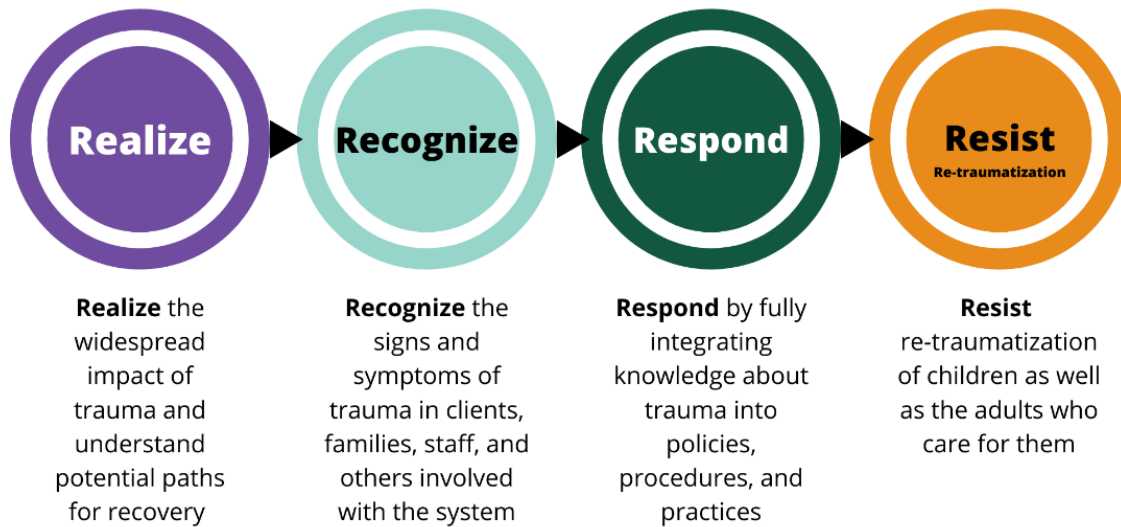 Realize
Recognize
Respond
Resist
Re-traumatization
Realize the
widespread
impact of
trauma and
understand
potential paths
for recovery
Recognize the
signs and
symptoms of
trauma in clients,
families, staff, and
others involved
with the system
Respond by fully
integrating
knowledge about
trauma into
policies,
procedures, and
practices
Resist
re-traumatization
of children as well
as the adults who
care for them